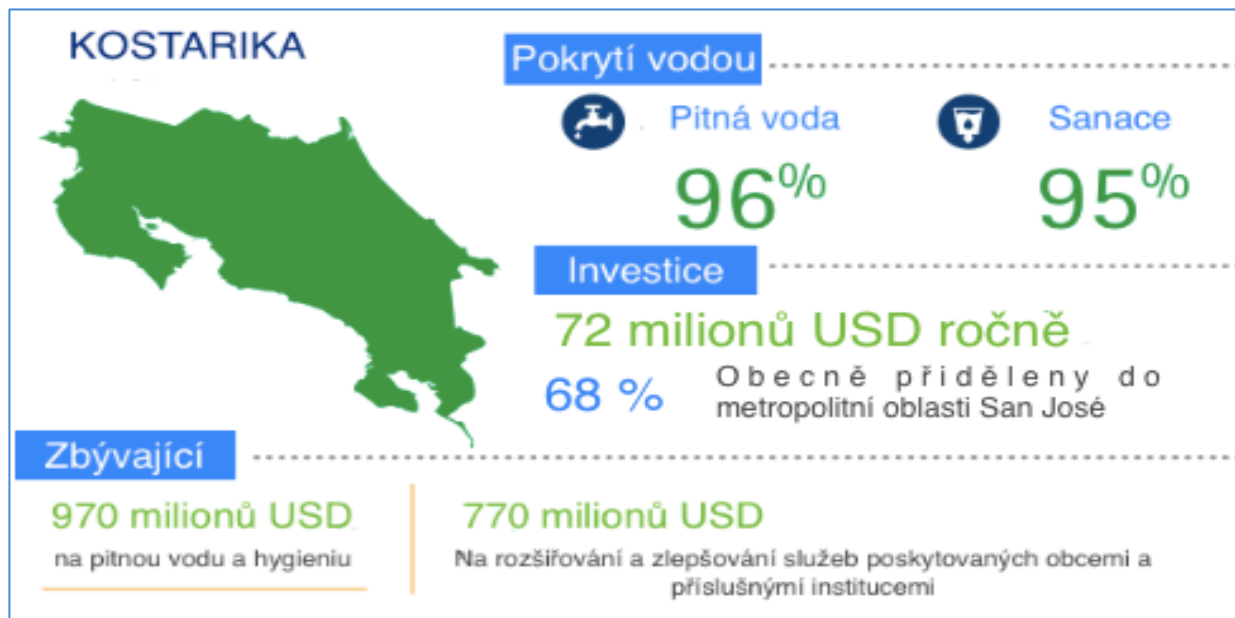 KOSTARIKA
Pokrytí vodou
Pitná voda
96%
Sanace
95%
Investice
72 milionů USD ročně
68 %
Obecně přiděleny do
metropolitní oblasti San José
Zbývající
970 milionů USD
na pitnou vodu a hygieniu
770 milionů USD
Na rozšiřování a zlepšování služeb poskytovaných obcemi a
příslušnými institucemi